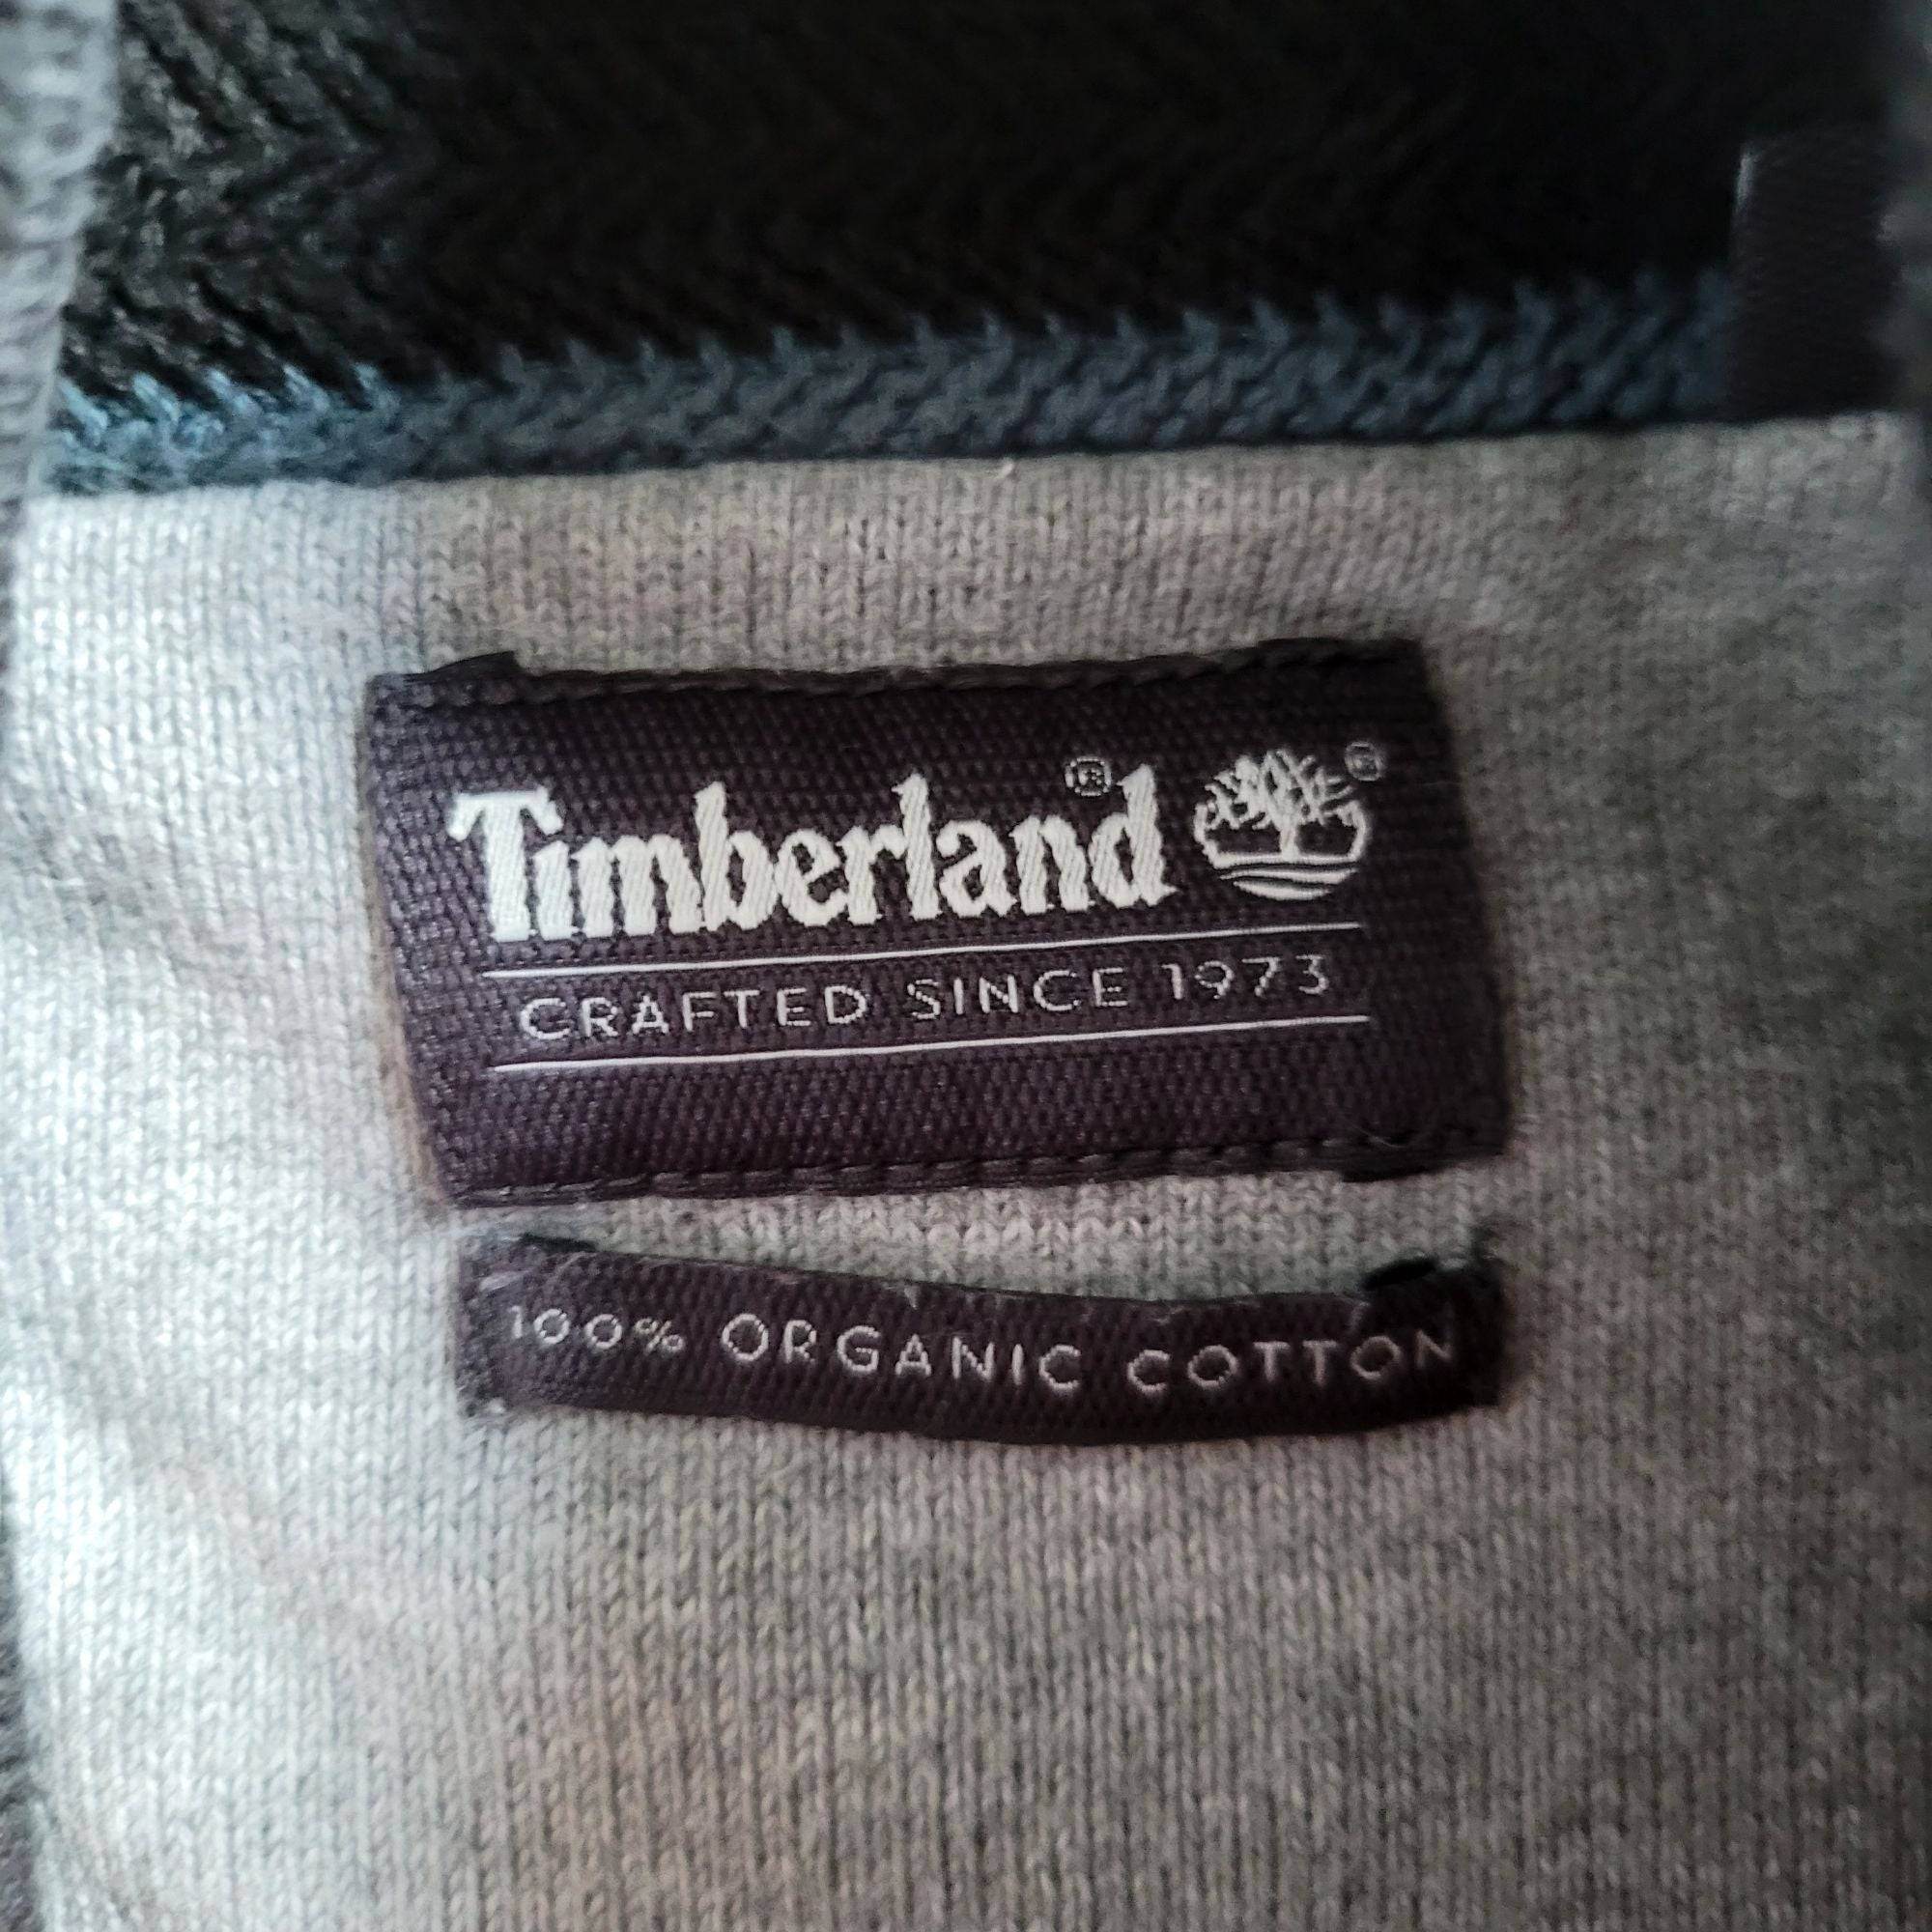 Timberland®
CRAFTED SINCE 1973
100% ORGANIC COTTON